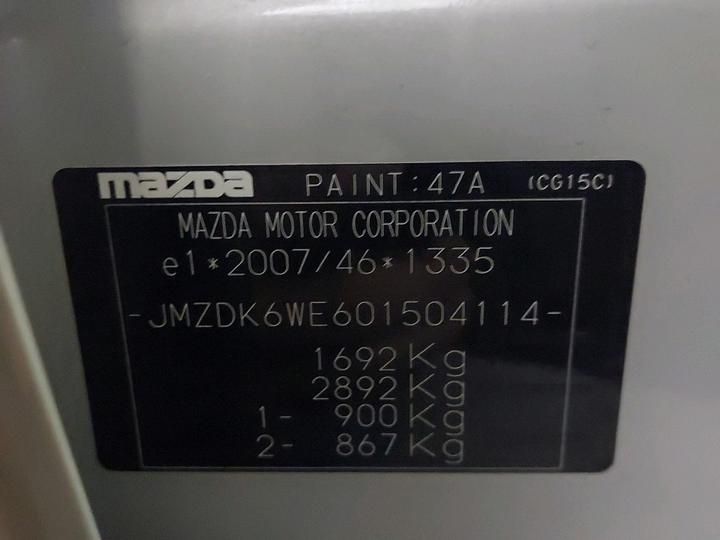 mazda PAINT:47A (CG15C)
MAZDA MOTOR CORPORATION
e1*2007/46*1335
-JMZDK6WE601504114-
1692Kg
2892Kg
1- 900Kg
2- 867Kg